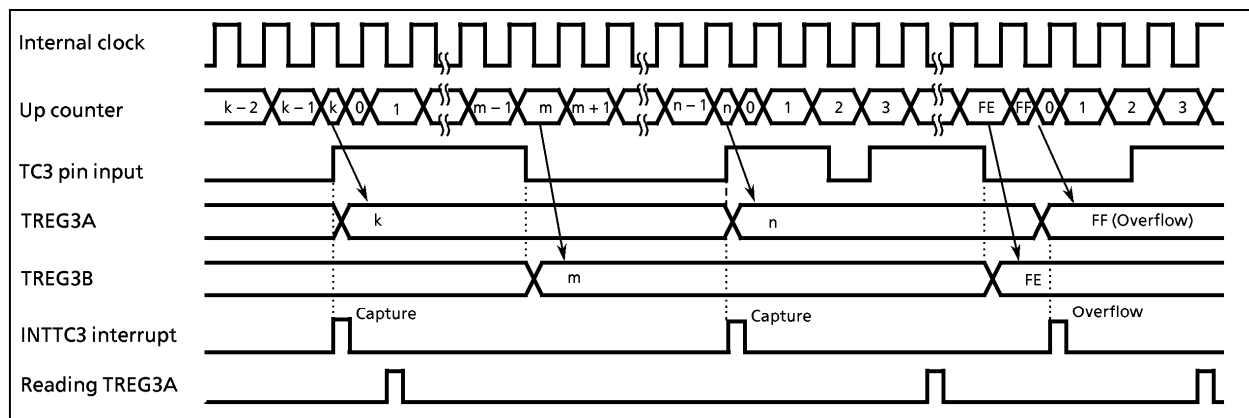 Internal clock
Up counter k – 2 k – 1 k 0 1 m – 1 m m + 1 n – 1 n 0 1 2 3 FE FF 0 1 2 3
TC3 pin input
TREG3A k n FF (Overflow)
TREG3B m FE
INTTC3 interrupt Capture Capture Overflow
Reading TREG3A